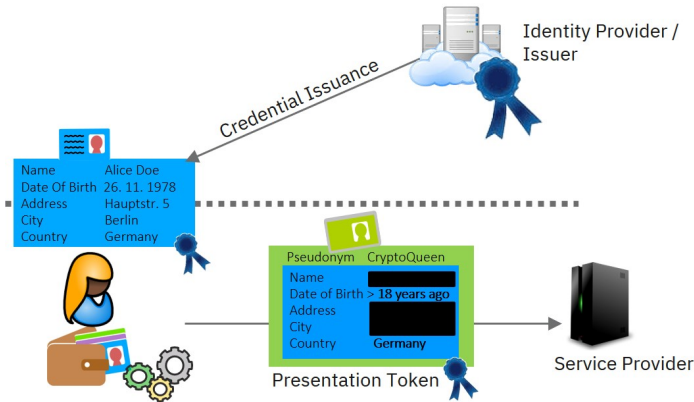 Identity Provider /
Issuer
Credential Issuance
Name Alice Doe
Date Of Birth 26. 11. 1978
Address Hauptstr. 5
City Berlin
Country Germany
Pseudonym CryptoQueen
Name
Date of Birth > 18 years ago
Address
City
Country Germany
Presentation Token
Service Provider